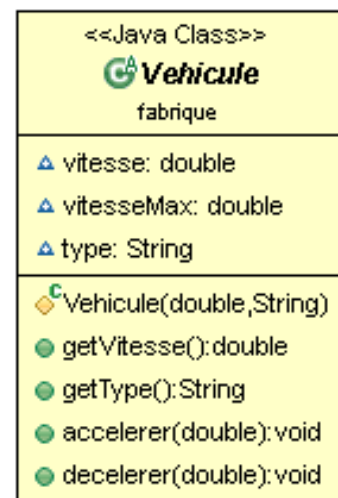 <<Java Class>>
Vehicule
fabrique
vitesse: double
vitesseMax: double
type: String
Vehicule(double,String)
getVitesse():double
getType():String
accelerer(double):void
decelerer(double):void